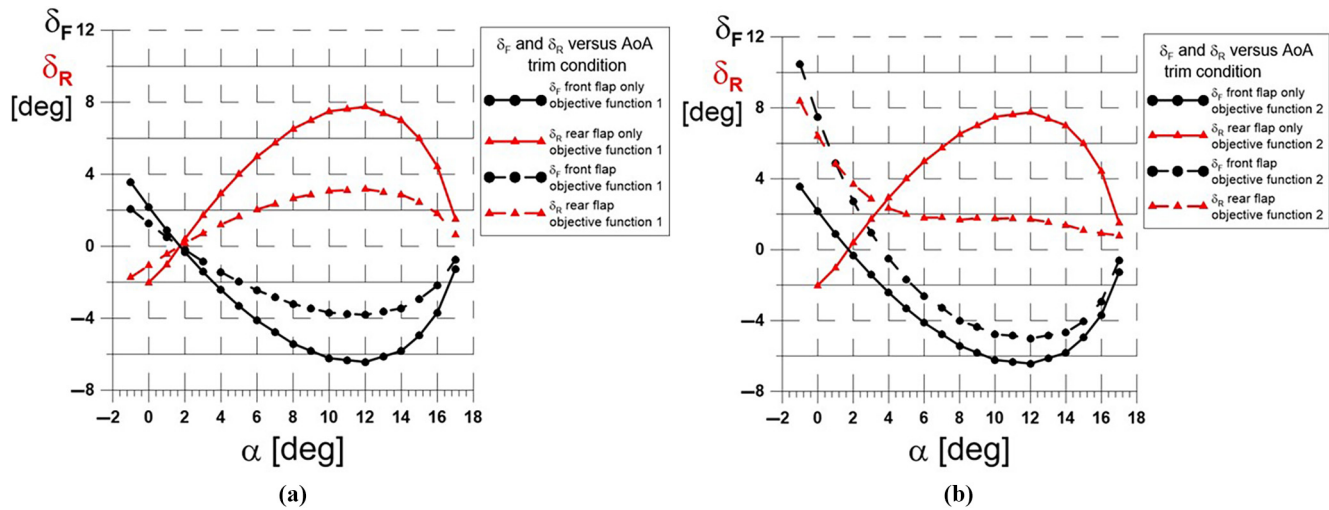 δF
δR
[deg]
12
8
4
0
−4
−8
−2 0 2 4 6 8 10 12 14 16 18
α [deg]
δF and δR versus AoA
trim condition
δF front flap only
objective function 1
δR rear flap only
objective function 1
δF front flap
objective function 1
δR rear flap
objective function 1
(a)
δF
δR
[deg]
12
8
4
0
−4
−8
−2 0 2 4 6 8 10 12 14 16 18
α [deg]
δF and δR versus AoA
trim condition
δF front flap only
objective function 2
δR rear flap only
objective function 2
δF front flap
objective function 2
δR rear flap
objective function 2
(b)